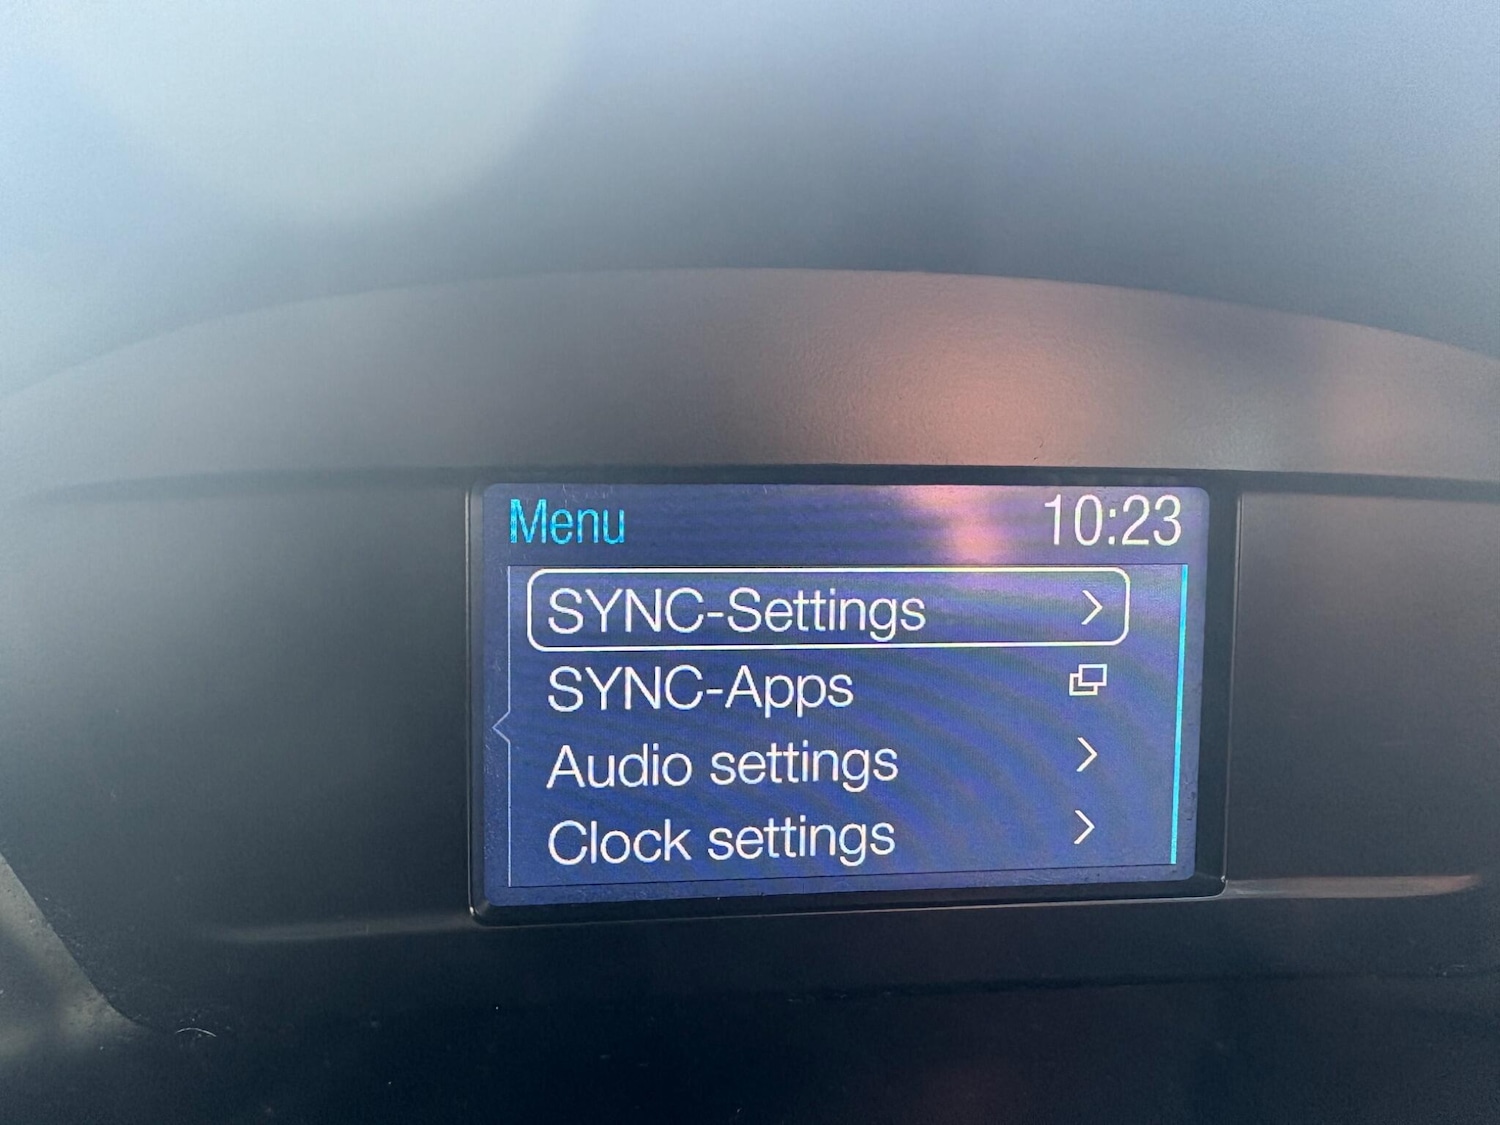 Menu 10:23
SYNC-Settings
SYNC-Apps
Audio settings
Clock settings